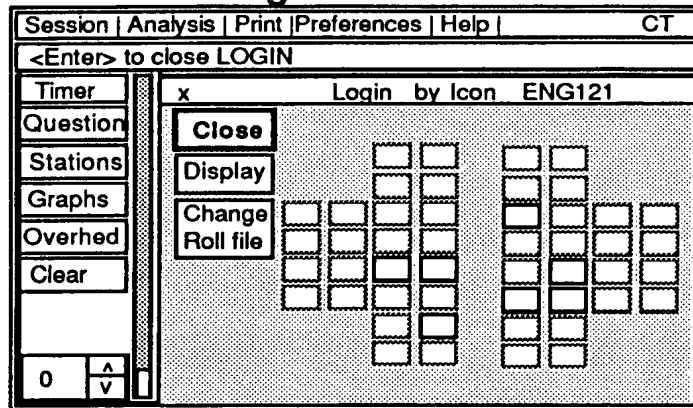 Session | Analysis | Print |Preferences | Help | CT
<Enter> to close LOGIN
Timer
Question
Stations
Graphs
Overhed
Clear
0
^
v
x Login by Icon ENG121
Close
Display
Change
Roll file